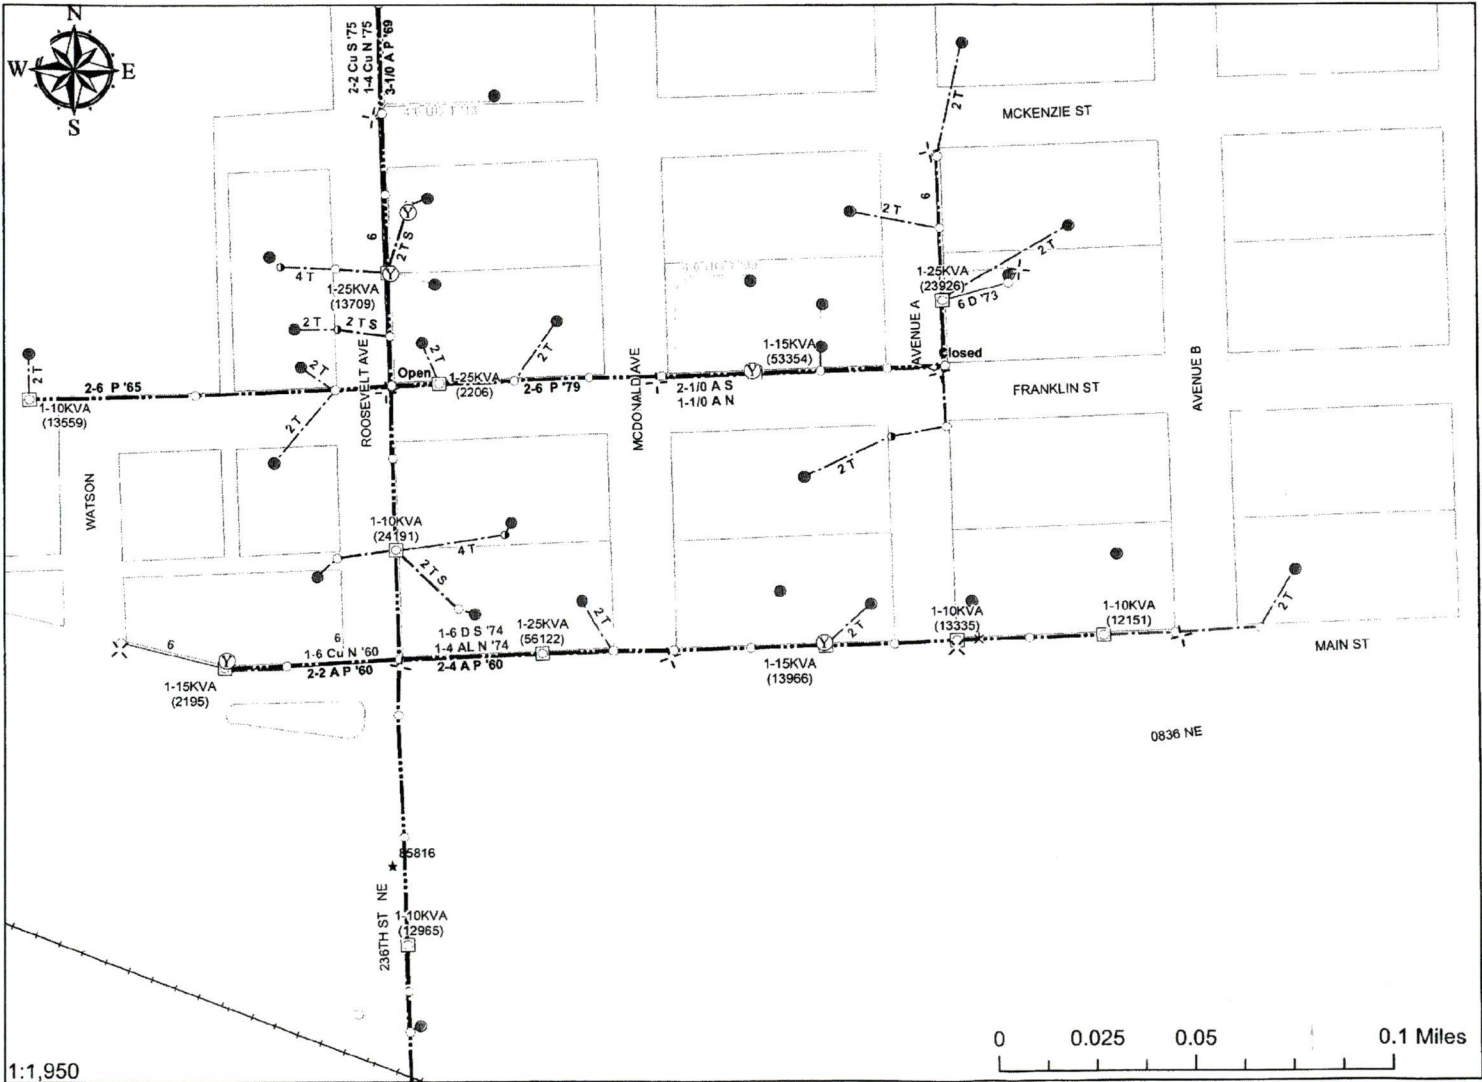 N
W E
S
2-2 Cu S '75
1-4 Cu N '75
3-1/0 A P '69
MCKENZIE ST
2 T
6
2 T S
4 T
1-25KVA
(13709)
2 T
2 T S
2 T
2-6 P '65
2 T
1-10KVA
(13559)
2 T
ROOSEVELT AVE
Open
2 T
1-25KVA
(2206)
2 T
2-6 P '79
MCDONALD AVE
1-15KVA
(53354)
2-1/0 A S
1-1/0 A N
AVENUE A
6
2 T
2 T
1-25KVA
(23926)
6 D '73
Closed
FRANKLIN ST
AVENUE B
2 T
WATSON
1-10KVA
(24191)
4 T
2 T S
6
6
1-6 Cu N '60
2-2 A P '60
1-15KVA
(2195)
1-6 D S '74
1-4 AL N '74
2-4 A P '60
1-25KVA
(56122)
2 T
1-15KVA
(13966)
2 T
1-10KVA
(13335)
1-10KVA
(12151)
2 T
MAIN ST
0836 NE
85816
236TH ST NE
1-10KVA
(12965)
0 0.025 0.05 0.1 Miles
1:1,950
Y
Y
Y
Y
Y